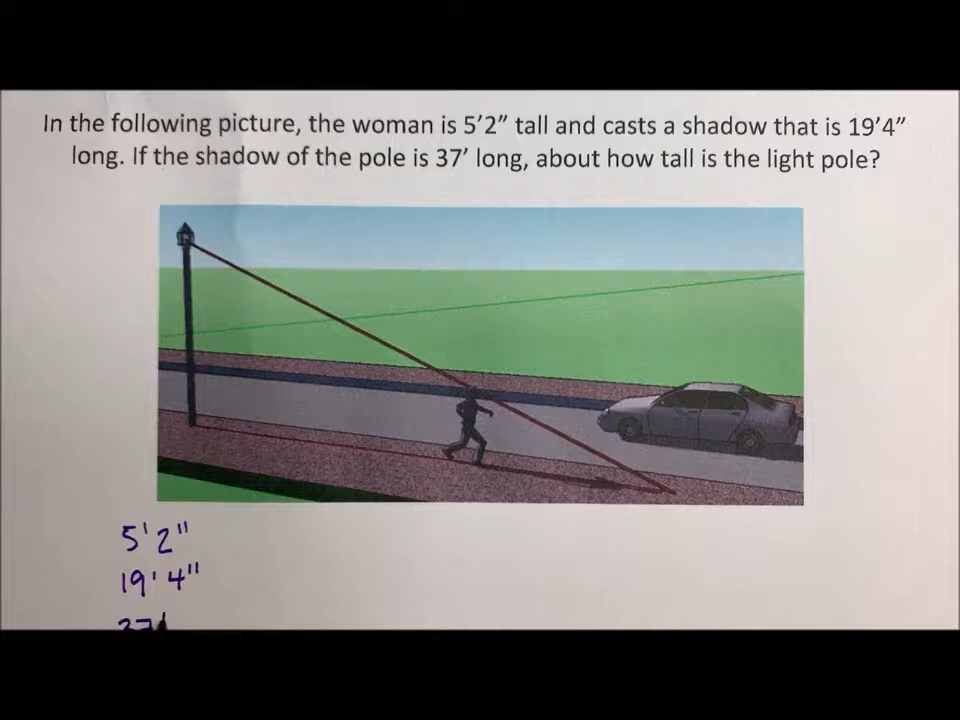 In the following picture, the woman is 5’2” tall and casts a shadow that is 19’4”
long. If the shadow of the pole is 37’ long, about how tall is the light pole?
5'2"
19'4"
37'